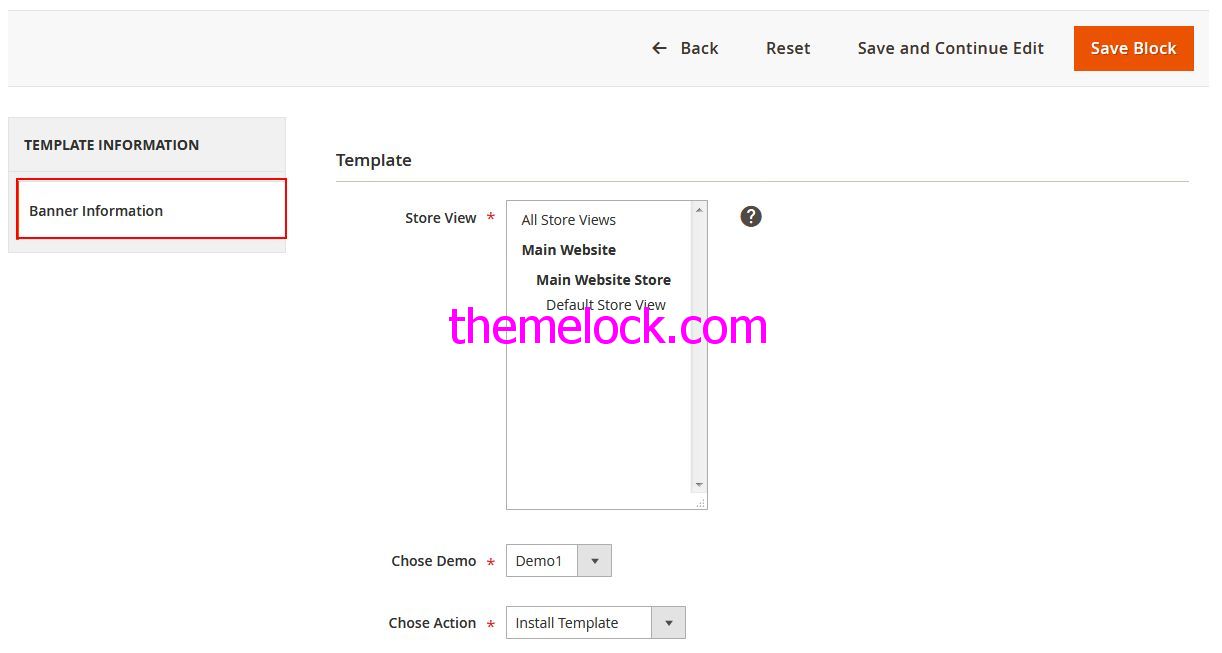 ← Back Reset Save and Continue Edit Save Block
TEMPLATE INFORMATION
Banner Information
Template
Store View *
All Store Views
Main Website
Main Website Store
Default Store View
?
themelock.com
Chose Demo * Demo1
Chose Action * Install Template